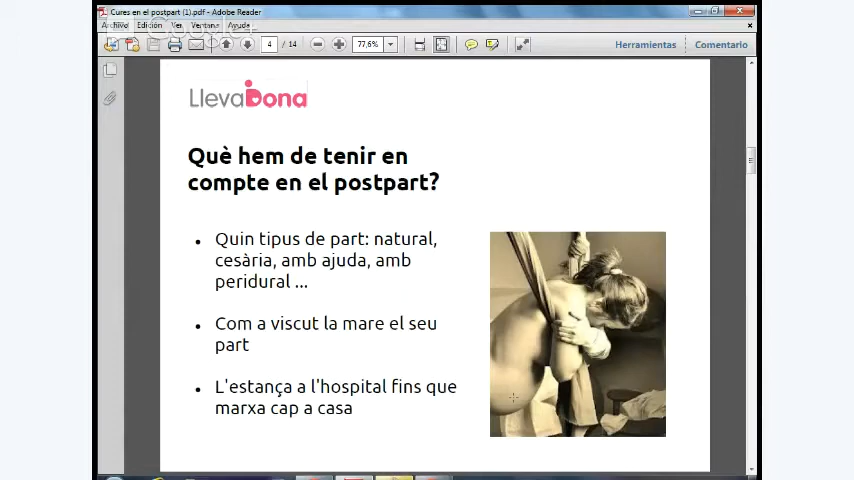 Cures en el postpart (1).pdf - Adobe Reader
Archivo Edición Ver Ventana Ayuda
Google+
4 / 14 77,6% Herramientas Comentario
LlevaDona
Què hem de tenir en
compte en el postpart?
• Quin tipus de part: natural,
cesària, amb ajuda, amb
peridural ...
• Com a viscut la mare el seu
part
• L'estança a l'hospital fins que
marxa cap a casa